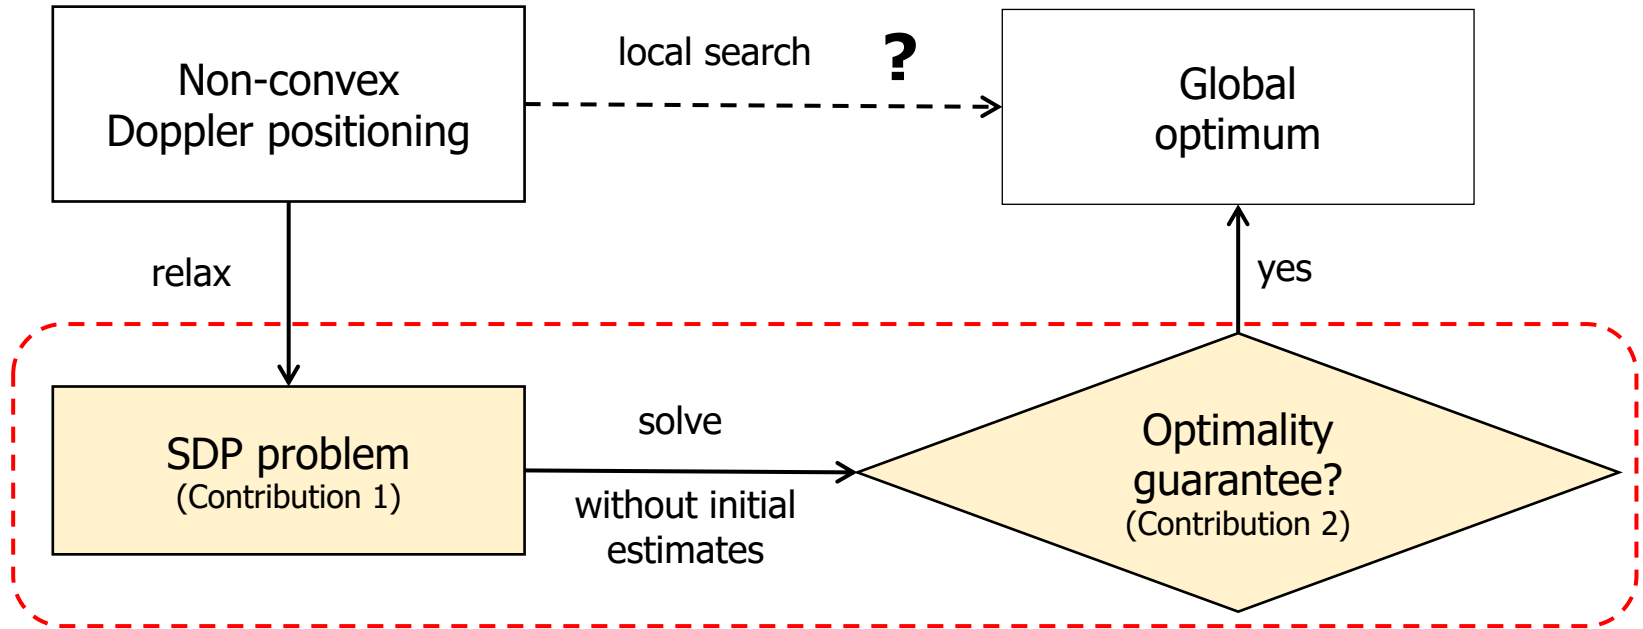 Non-convex
Doppler positioning
local search
?
Global
optimum
relax
yes
SDP problem
(Contribution 1)
solve
without initial
estimates
Optimality
guarantee?
(Contribution 2)